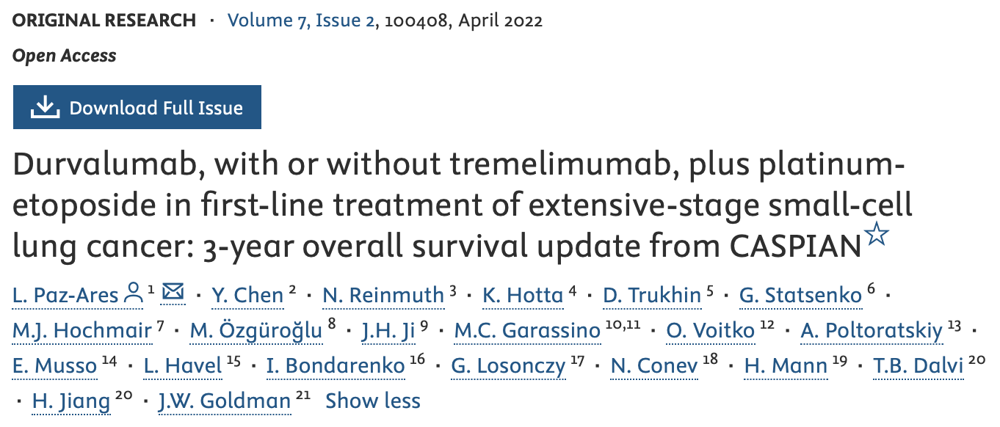 ORIGINAL RESEARCH · Volume 7, Issue 2, 100408, April 2022
Open Access
Download Full Issue
Durvalumab, with or without tremelimumab, plus platinum-
etoposide in first-line treatment of extensive-stage small-cell
lung cancer: 3-year overall survival update from CASPIAN☆
L. Paz-Ares 1 · Y. Chen 2 · N. Reinmuth 3 · K. Hotta 4 · D. Trukhin 5 · G. Statsenko 6 ·
M.J. Hochmair 7 · M. Özgüroğlu 8 · J.H. Ji 9 · M.C. Garassino 10,11 · O. Voitko 12 · A. Poltoratskiy 13 ·
E. Musso 14 · L. Havel 15 · I. Bondarenko 16 · G. Losonczy 17 · N. Conev 18 · H. Mann 19 · T.B. Dalvi 20
· H. Jiang 20 · J.W. Goldman 21 Show less